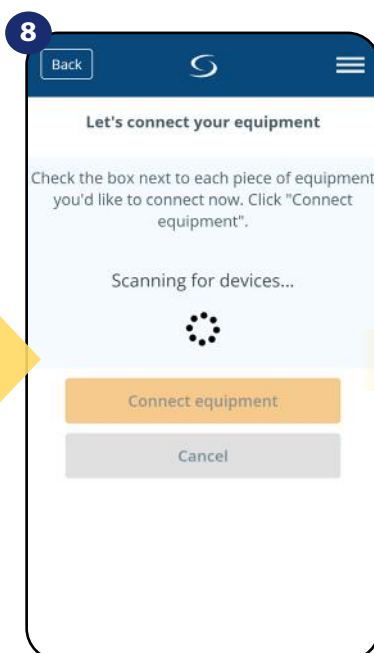 8
Back
Let's connect your equipment
Check the box next to each piece of equipment
you'd like to connect now. Click "Connect
equipment".
Scanning for devices...
Connect equipment
Cancel